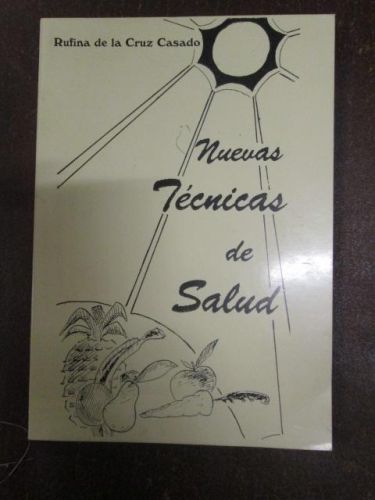 Rufina de la Cruz Casado
Nuevas
Técnicas
de
Salud